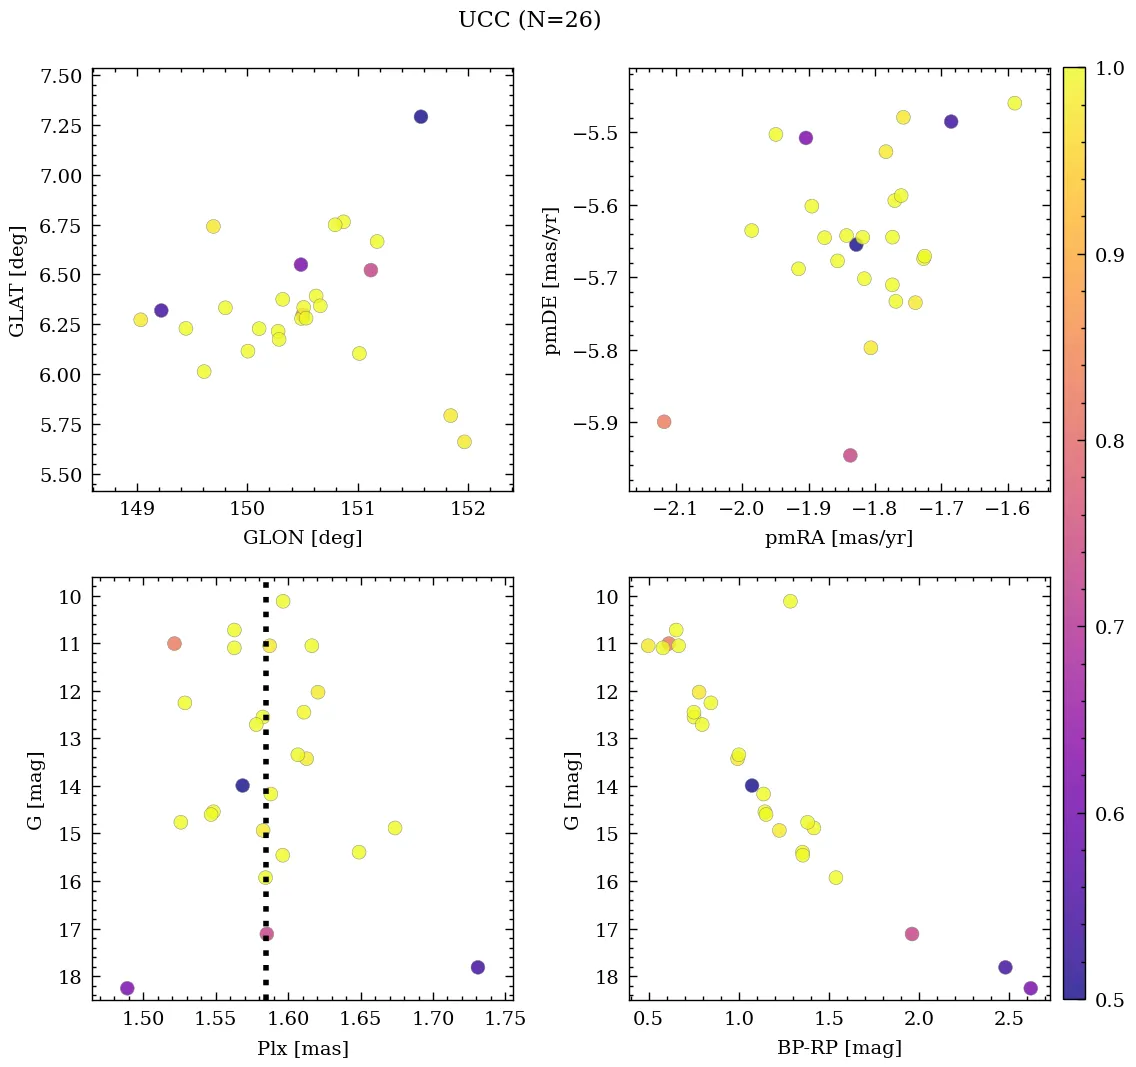 UCC (N=26)
7.50
7.25
7.00
6.75
6.50
6.25
6.00
5.75
5.50
GLAT [deg]
149 150 151 152
GLON [deg]
−5.5
−5.6
−5.7
−5.8
−5.9
pmDE [mas/yr]
−2.1 −2.0 −1.9 −1.8 −1.7 −1.6
pmRA [mas/yr]
10
11
12
13
14
15
16
17
18
G [mag]
1.50 1.55 1.60 1.65 1.70 1.75
Plx [mas]
10
11
12
13
14
15
16
17
18
G [mag]
0.5 1.0 1.5 2.0 2.5
BP-RP [mag]
1.0
0.9
0.8
0.7
0.6
0.5